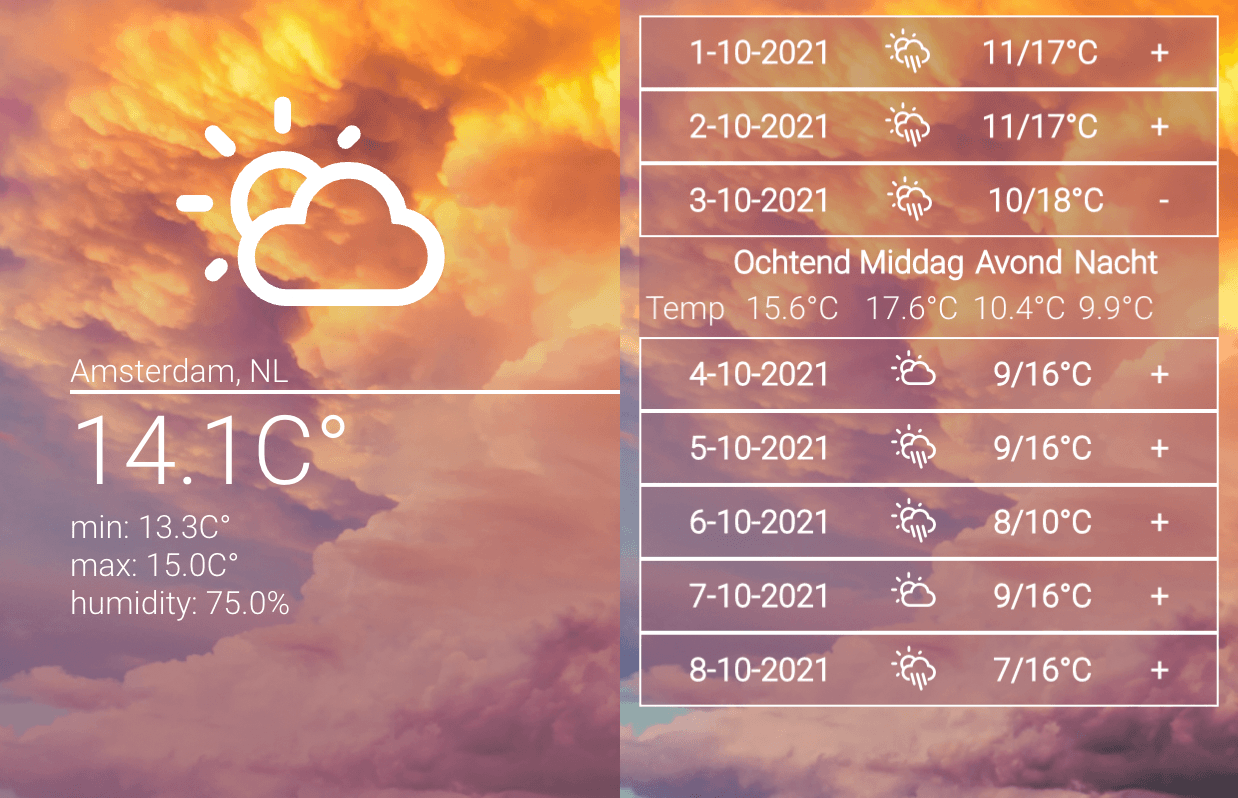 Amsterdam, NL
14.1C°
min: 13.3C°
max: 15.0C°
humidity: 75.0%
1-10-2021 11/17°C +
2-10-2021 11/17°C +
3-10-2021 10/18°C -
Ochtend Middag Avond Nacht
Temp 15.6°C 17.6°C 10.4°C 9.9°C
4-10-2021 9/16°C +
5-10-2021 9/16°C +
6-10-2021 8/10°C +
7-10-2021 9/16°C +
8-10-2021 7/16°C +